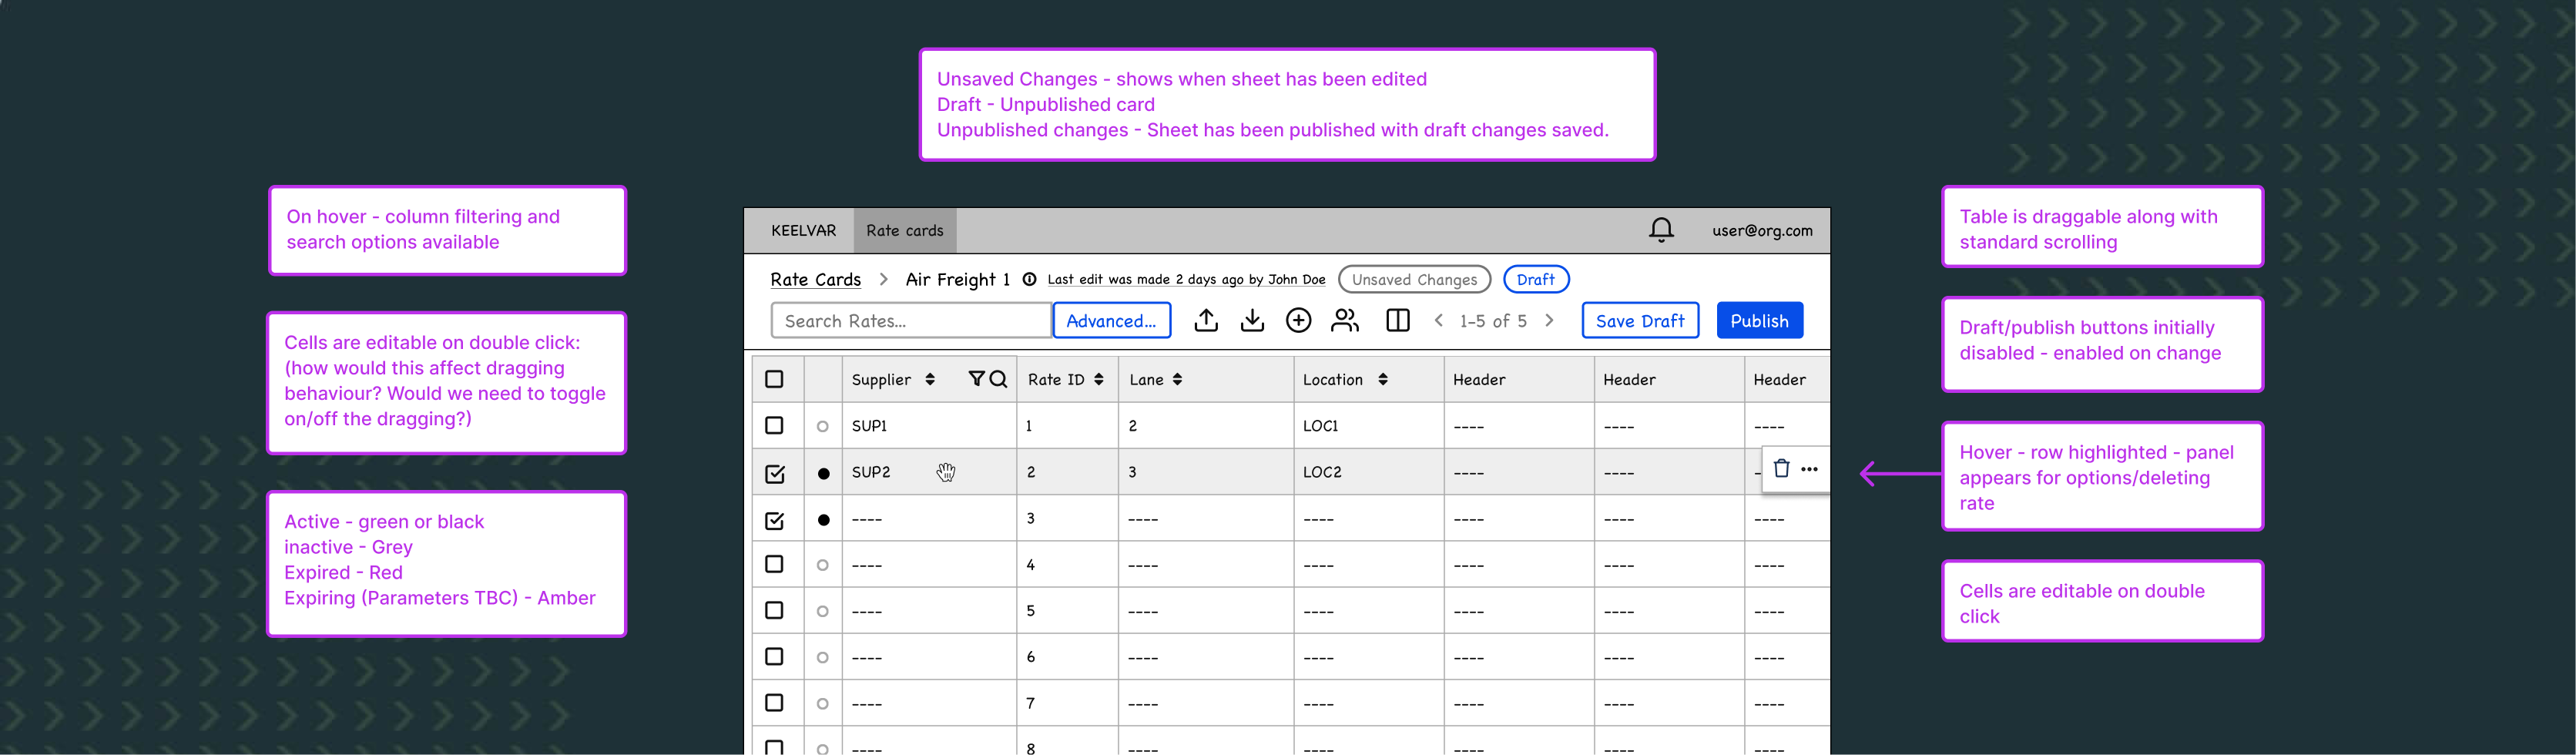 Unsaved Changes - shows when sheet has been edited
Draft - Unpublished card
Unpublished changes - Sheet has been published with draft changes saved.
On hover - column filtering and
search options available
Cells are editable on double click:
(how would this affect dragging
behaviour? Would we need to toggle
on/off the dragging?)
Active - green or black
inactive - Grey
Expired - Red
Expiring (Parameters TBC) - Amber
KEELVAR Rate cards user@org.com
Rate Cards > Air Freight 1 Last edit was made 2 days ago by John Doe Unsaved Changes Draft
Search Rates... Advanced... < 1-5 of 5 > Save Draft Publish
Supplier Rate ID Lane Location Header Header Header
SUP1 1 2 LOC1 ---- ---- ----
SUP2 2 3 LOC2 ---- ---- -
---- 3 ---- ---- ---- ---- ----
---- 4 ---- ---- ---- ---- ----
---- 5 ---- ---- ---- ---- ----
---- 6 ---- ---- ---- ---- ----
---- 7 ---- ---- ---- ---- ----
---- 8 ---- ---- ---- ---- ----
Table is draggable along with
standard scrolling
Draft/publish buttons initially
disabled - enabled on change
Hover - row highlighted - panel
appears for options/deleting
rate
Cells are editable on double
click